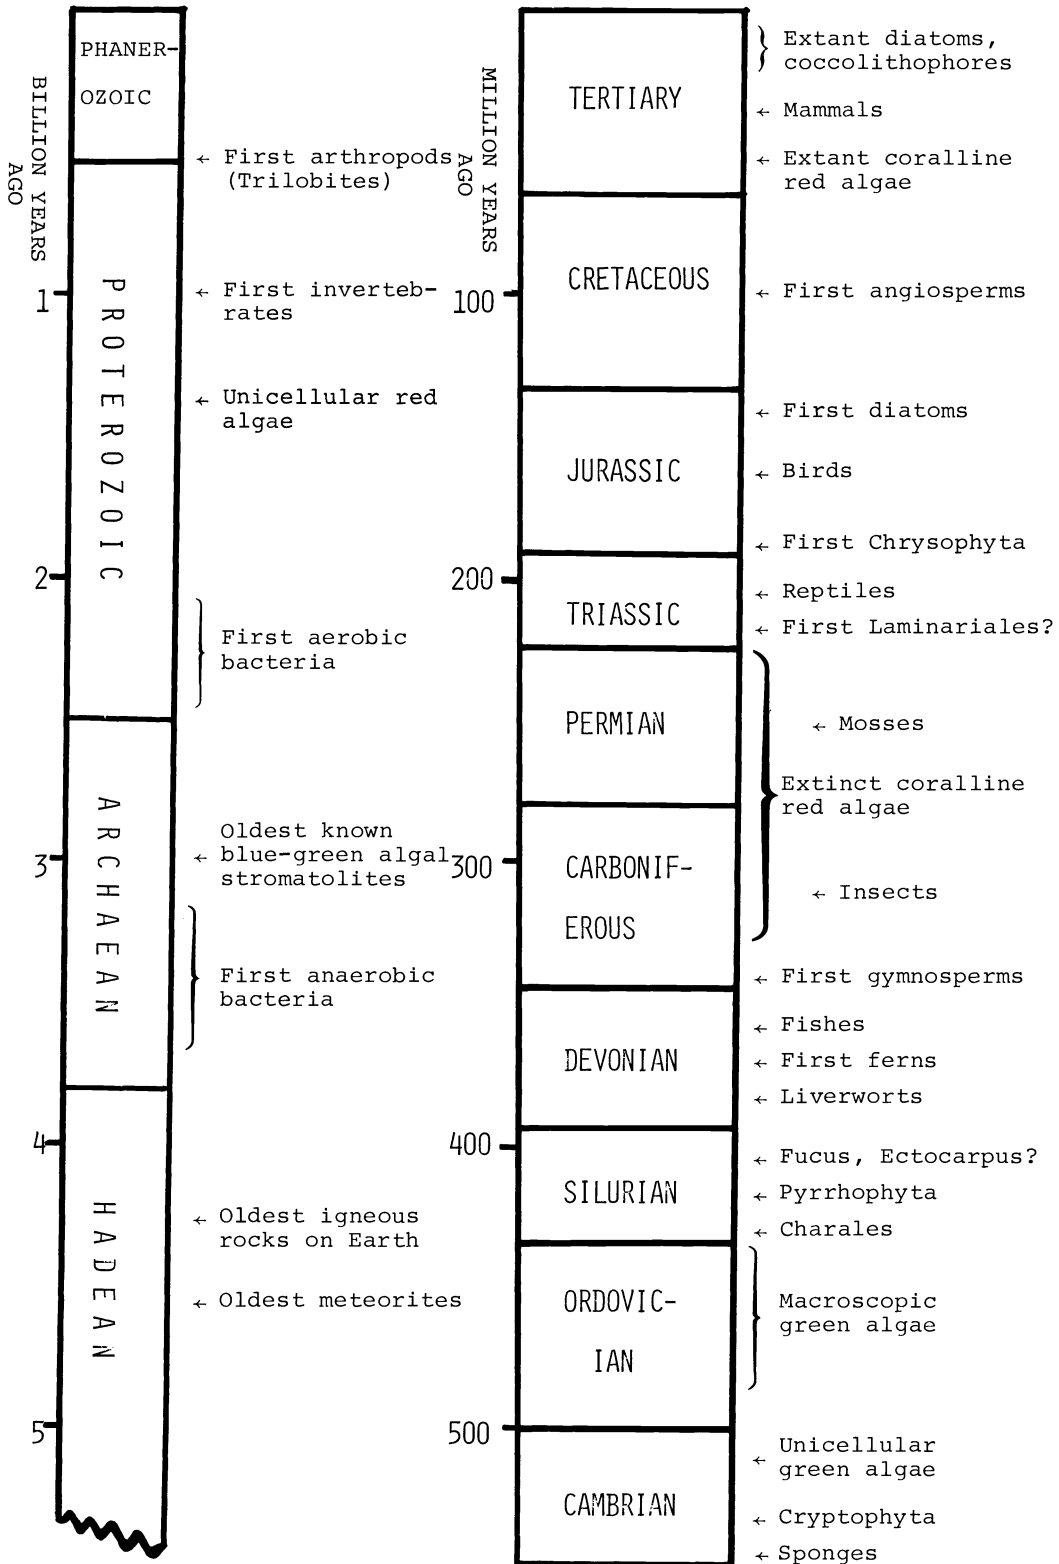 PHANER-
OZOIC
BILLION YEARS
AGO
← First arthropods
(Trilobites)
1
← First inverteb-
rates
PROTEROZOIC
← Unicellular red
algae
2
First aerobic
bacteria
ARCHAEAN
3
Oldest known
← blue-green algal
stromatolites
First anaerobic
bacteria
4
HADEAN
← Oldest igneous
rocks on Earth
← Oldest meteorites
5
MILLION YEARS
AGO
TERTIARY
Extant diatoms,
coccolithophores
← Mammals
← Extant coralline
red algae
100
CRETACEOUS
← First angiosperms
JURASSIC
← First diatoms
← Birds
← First Chrysophyta
200
TRIASSIC
← Reptiles
← First Laminariales?
PERMIAN
← Mosses
Extinct coralline
red algae
300
CARBONIF-
EROUS
← Insects
← First gymnosperms
DEVONIAN
← Fishes
← First ferns
← Liverworts
400
SILURIAN
← Fucus, Ectocarpus?
← Pyrrhophyta
← Charales
ORDOVIC-
IAN
Macroscopic
green algae
500
CAMBRIAN
← Unicellular
green algae
← Cryptophyta
← Sponges